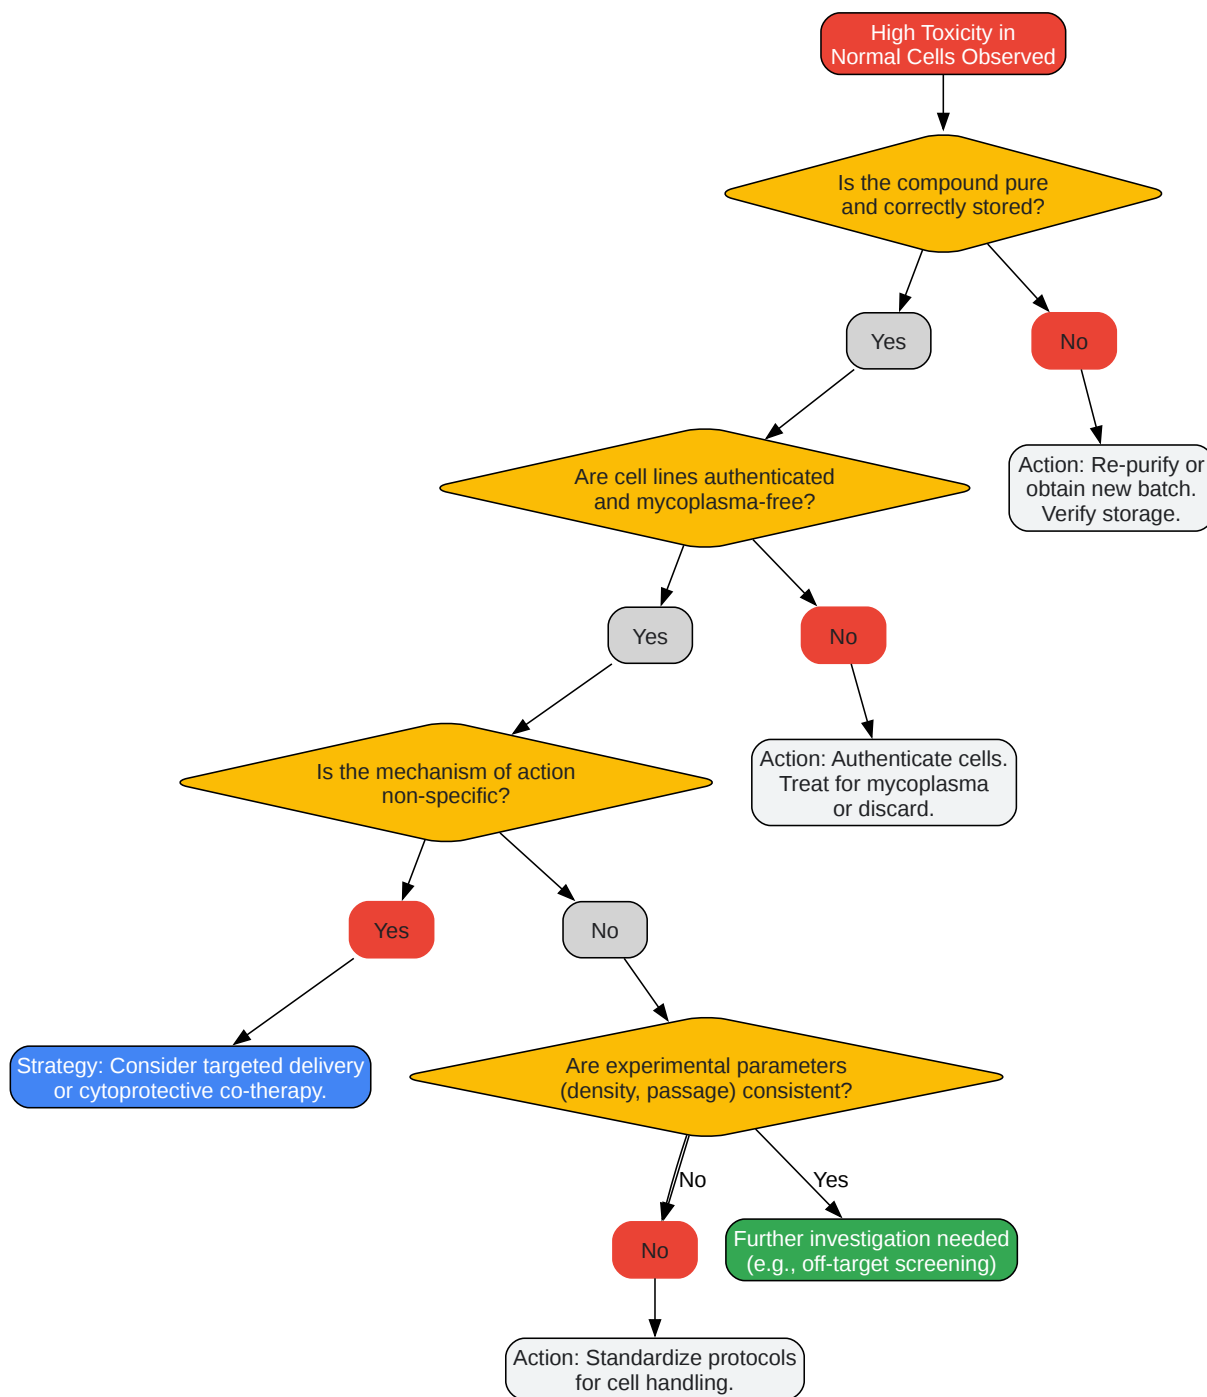 High Toxicity in
Normal Cells Observed
Is the compound pure
and correctly stored?
Yes
No
Action: Re-purify or
obtain new batch.
Verify storage.
Are cell lines authenticated
and mycoplasma-free?
Yes
No
Action: Authenticate cells.
Treat for mycoplasma
or discard.
Is the mechanism of action
non-specific?
Yes
No
Strategy: Consider targeted delivery
or cytoprotective co-therapy.
Are experimental parameters
(density, passage) consistent?
No
Yes
No
Further investigation needed
(e.g., off-target screening)
Action: Standardize protocols
for cell handling.